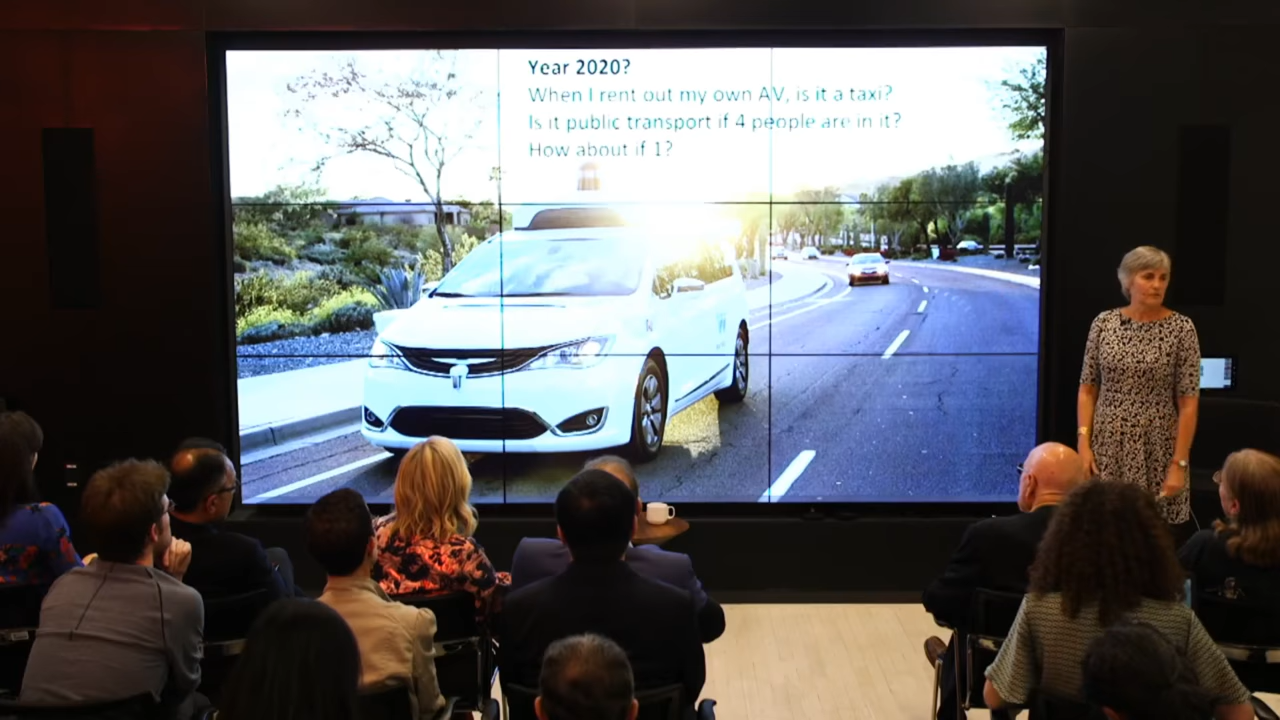 Year 2020?
When I rent out my own AV, is it a taxi?
Is it public transport if 4 people are in it?
How about if 1?